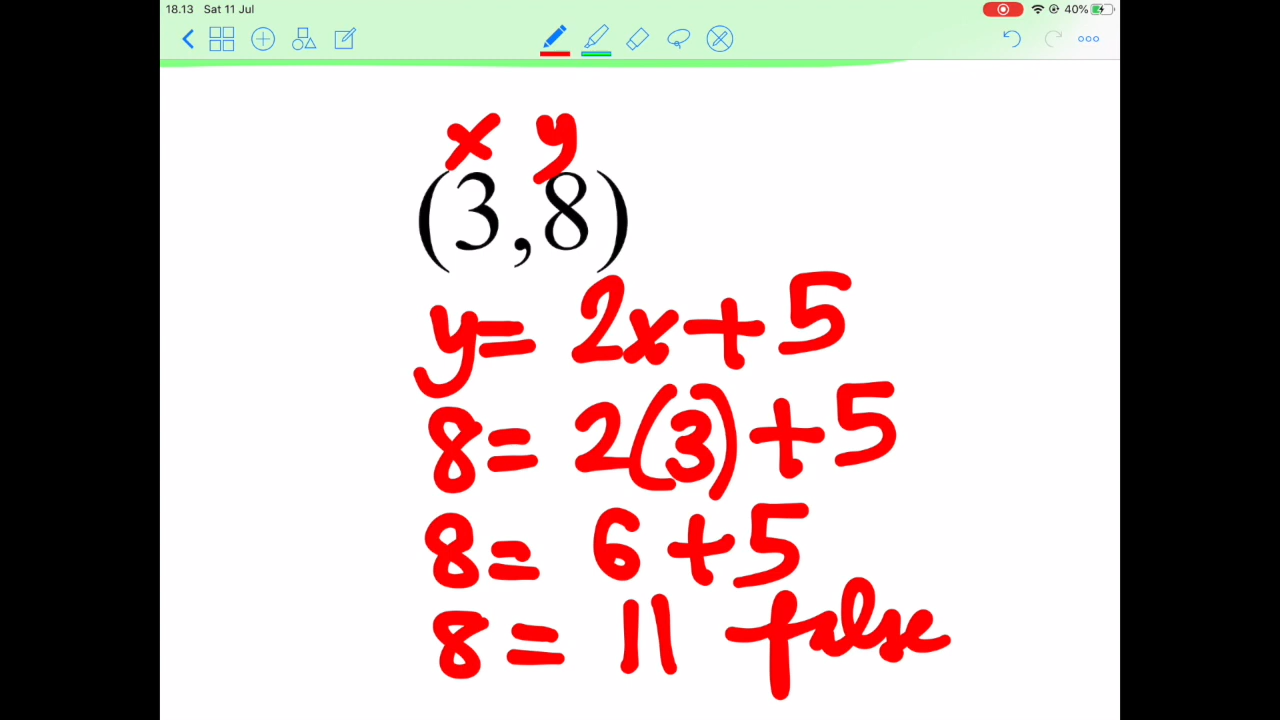 18.13 Sat 11 Jul 40%
x y
(3,8)
y= 2x+5
8= 2(3)+5
8= 6+5
8= 11 false